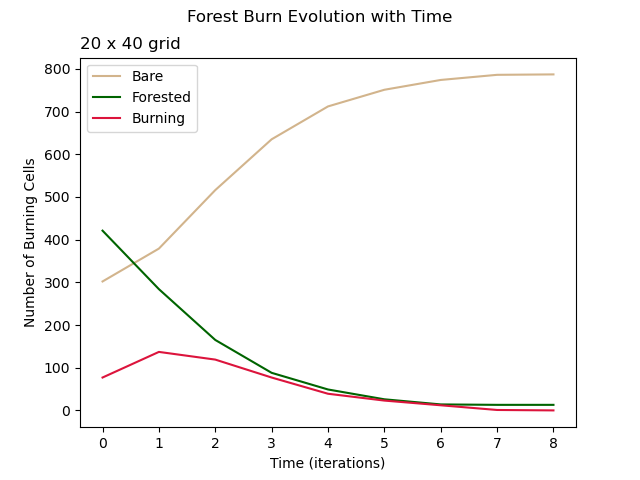 Forest Burn Evolution with Time
20 x 40 grid
Bare
Forested
Burning
Number of Burning Cells
800
700
600
500
400
300
200
100
0
0 1 2 3 4 5 6 7 8
Time (iterations)